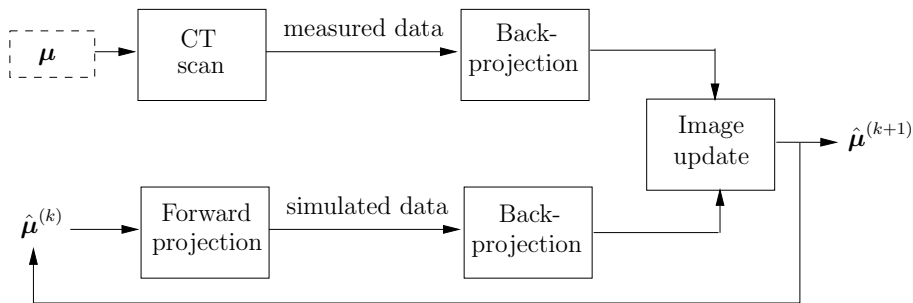 μ
CT
scan
measured data
Back-
projection
Image
update
μ̂^(k+1)
μ̂^(k)
Forward
projection
simulated data
Back-
projection